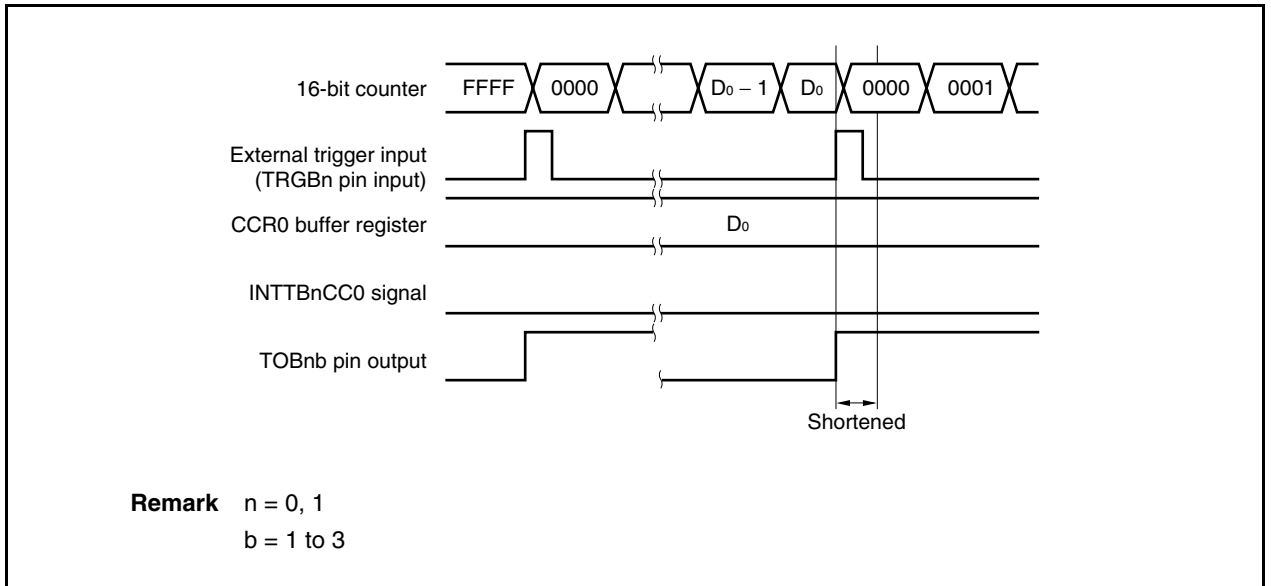 16-bit counter FFFF 0000 D₀ − 1 D₀ 0000 0001
External trigger input
(TRGBn pin input)
CCR0 buffer register D₀
INTTBnCC0 signal
TOBnb pin output
Shortened
Remark n = 0, 1
b = 1 to 3